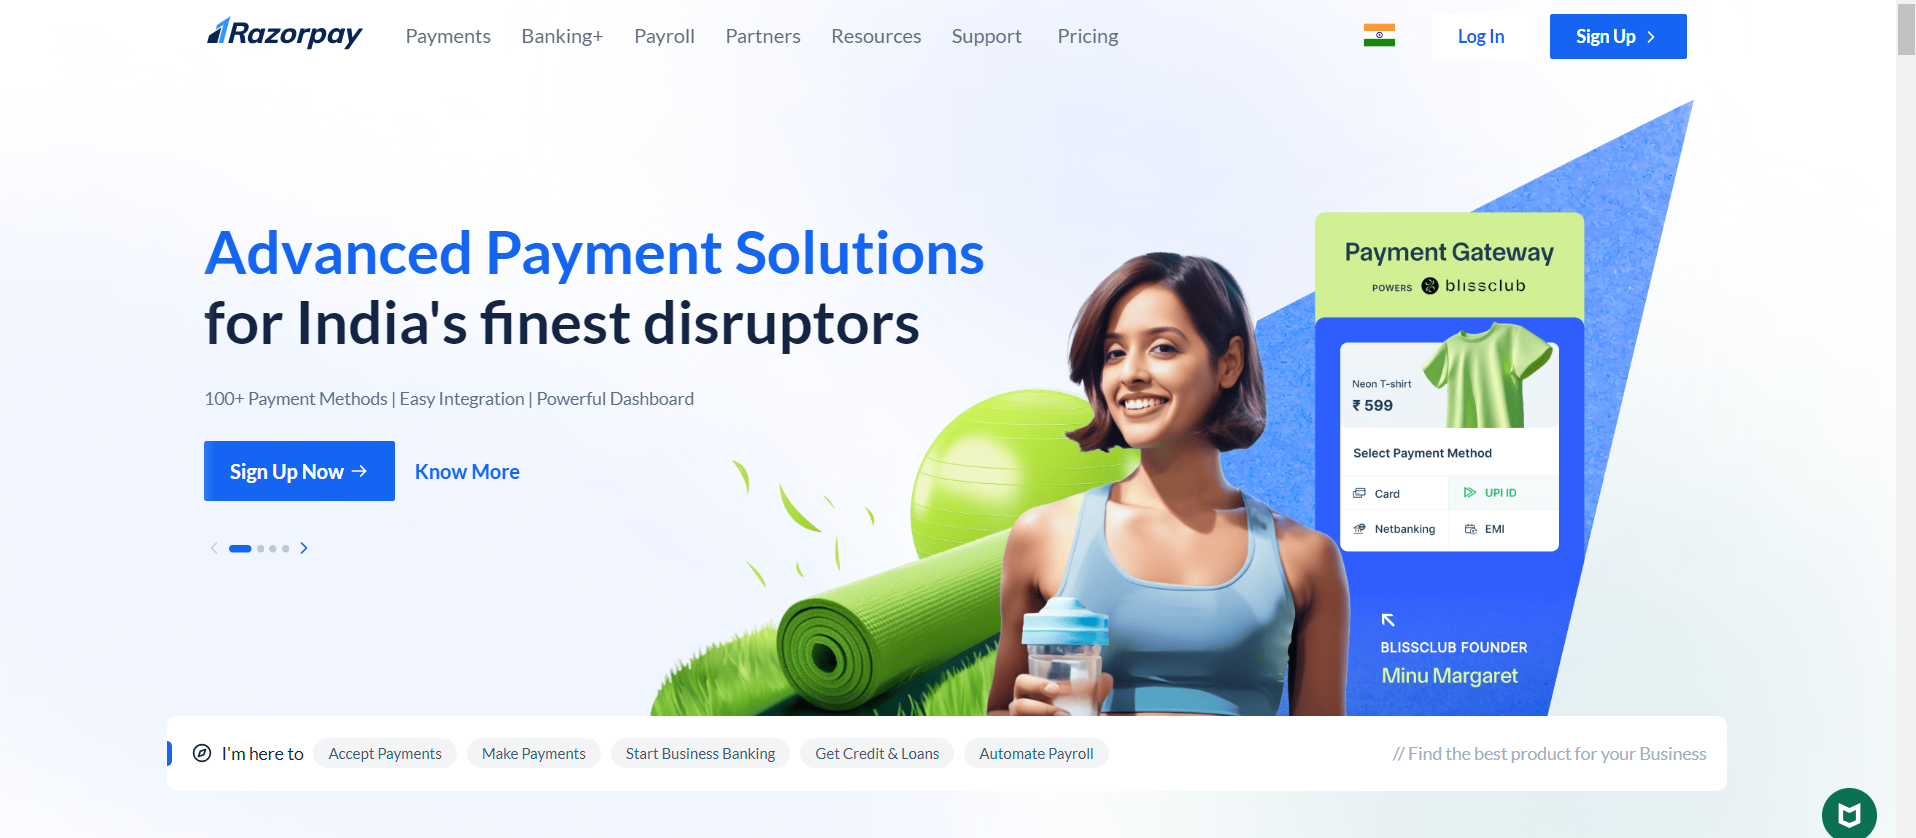 Razorpay
Payments
Banking+
Payroll
Partners
Resources
Support
Pricing
Log In
Sign Up
Advanced Payment Solutions
for India's finest disruptors
100+ Payment Methods | Easy Integration | Powerful Dashboard
Sign Up Now
Know More
Payment Gateway
POWERS blissclub
Neon T-shirt
₹ 599
Select Payment Method
Card
UPI ID
Netbanking
EMI
BLISSCLUB FOUNDER
Minu Margaret
I'm here to
Accept Payments
Make Payments
Start Business Banking
Get Credit & Loans
Automate Payroll
// Find the best product for your Business